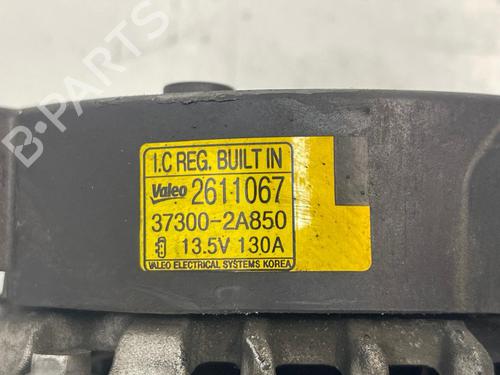 B-PARTS
I.C REG. BUILT IN
Valeo 2611067
37300-2A850
13.5V 130A
VALEO ELECTRICAL SYSTEMS KOREA